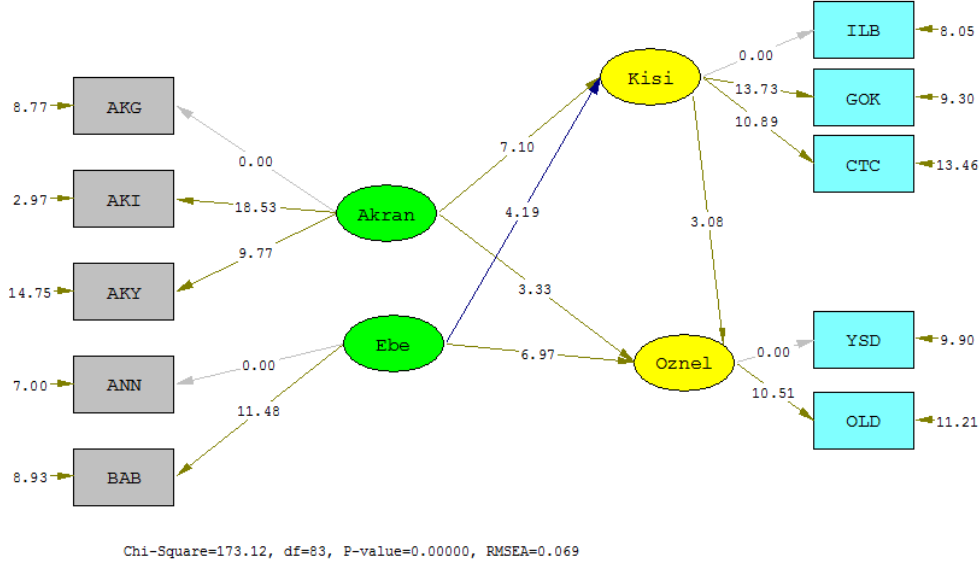 ILB
8.05
0.00
Kisi
13.73
GOK
9.30
8.77
AKG
10.89
CTC
13.46
7.10
0.00
2.97
AKI
18.53
Akran
4.19
3.08
9.77
14.75
AKY
3.33
Ebe
6.97
0.00
YSD
9.90
Oznel
7.00
ANN
0.00
10.51
11.48
OLD
11.21
8.93
BAB
Chi-Square=173.12, df=83, P-value=0.00000, RMSEA=0.069